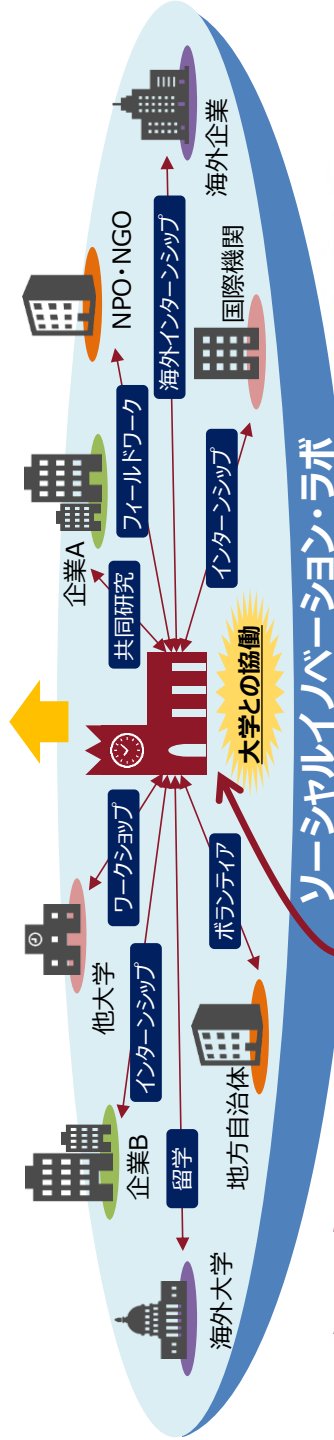 海外大学
留学
企業B
インターンシップ
他大学
ワークショップ
地方自治体
ボランティア
大学との協働
共同研究
企業A
フィールドワーク
NPO・NGO
海外インターンシップ
海外企業
インターンシップ
国際機関
ソーシャルイノベーション・ラボ